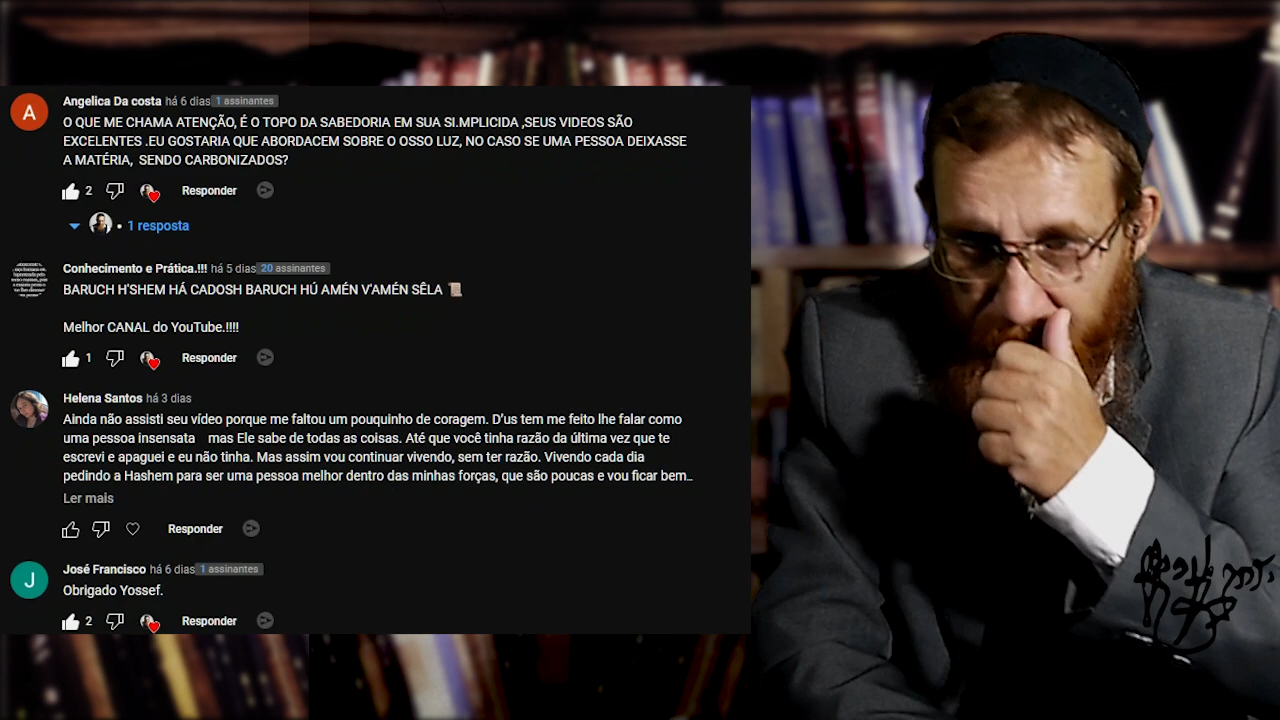 A
Angelica Da costa há 6 dias 1 assinantes
O QUE ME CHAMA ATENÇÃO, É O TOPO DA SABEDORIA EM SUA SI.MPLICIDA ,SEUS VIDEOS SÃO
EXCELENTES .EU GOSTARIA QUE ABORDACEM SOBRE O OSSO LUZ, NO CASO SE UMA PESSOA DEIXASSE
A MATÉRIA, SENDO CARBONIZADOS?
2 Responder
• 1 resposta
Conhecimento e Prática.!!! há 5 dias 20 assinantes
BARUCH H'SHEM HÁ CADOSH BARUCH HÚ AMÉN V'AMÉN SÊLA 📜
Melhor CANAL do YouTube.!!!!
1 Responder
Helena Santos há 3 dias
Ainda não assisti seu vídeo porque me faltou um pouquinho de coragem. D'us tem me feito lhe falar como
uma pessoa insensata mas Ele sabe de todas as coisas. Até que você tinha razão da última vez que te
escrevi e apaguei e eu não tinha. Mas assim vou continuar vivendo, sem ter razão. Vivendo cada dia
pedindo a Hashem para ser uma pessoa melhor dentro das minhas forças, que são poucas e vou ficar bem…
Ler mais
Responder
J
José Francisco há 6 dias 1 assinantes
Obrigado Yossef.
2 Responder